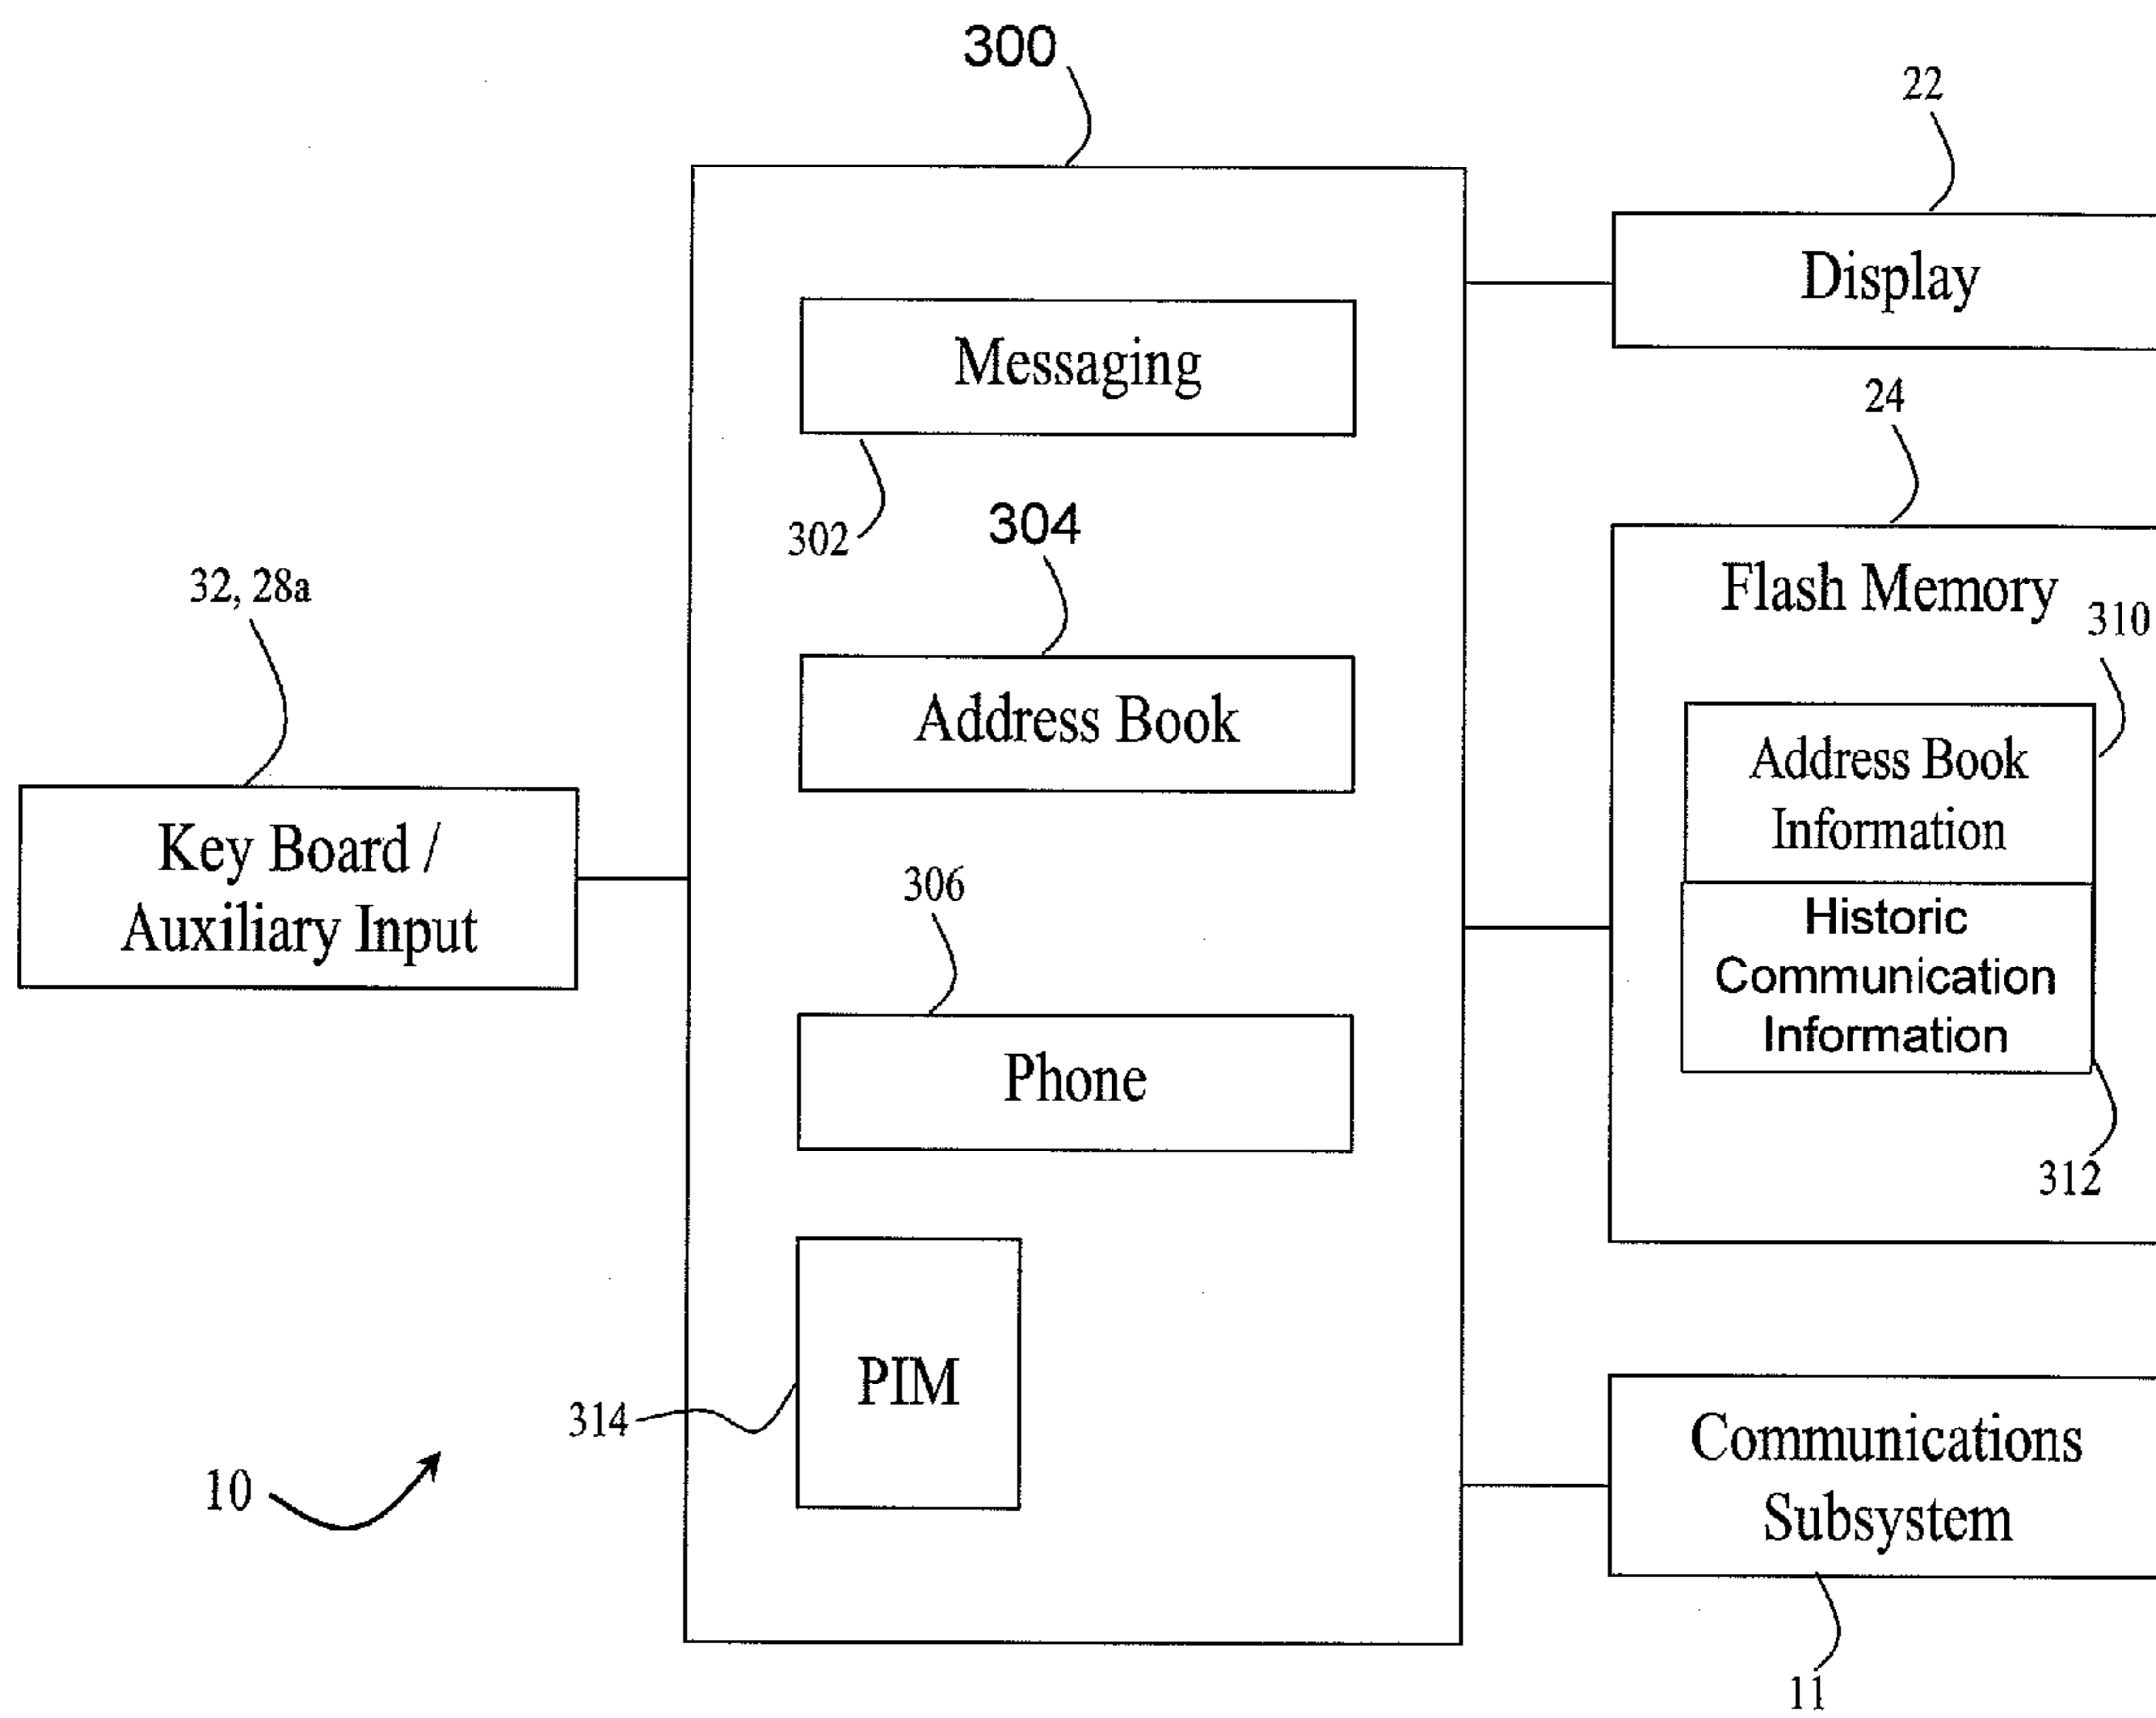 300
22
Display
Messaging
24
302
304
Flash Memory
310
32, 28a
Address Book
Address Book
Information
Key Board /
Auxiliary Input
306
Historic
Communication
Information
Phone
312
PIM
314
Communications
Subsystem
10
11